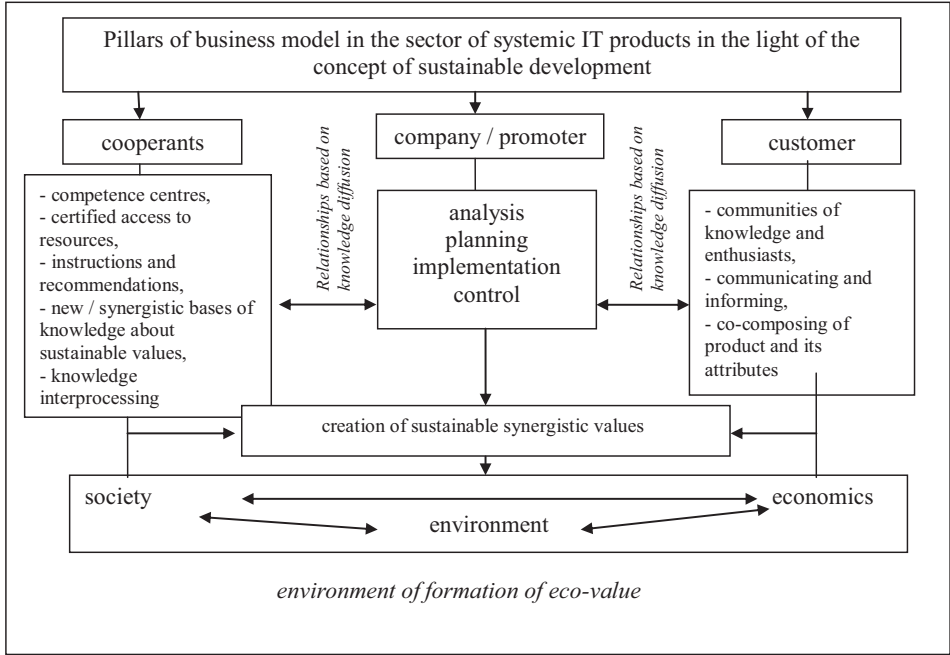 Pillars of business model in the sector of systemic IT products in the light of the
concept of sustainable development
cooperants
company / promoter
customer
Relationships based on
knowledge diffusion
Relationships based on
knowledge diffusion
- competence centres,
- certified access to
resources,
- instructions and
recommendations,
- new / synergistic bases of
knowledge about
sustainable values,
- knowledge
interprocessing
analysis
planning
implementation
control
- communities of
knowledge and
enthusiasts,
- communicating and
informing,
- co-composing of
product and its
attributes
creation of sustainable synergistic values
society
economics
environment
environment of formation of eco-value